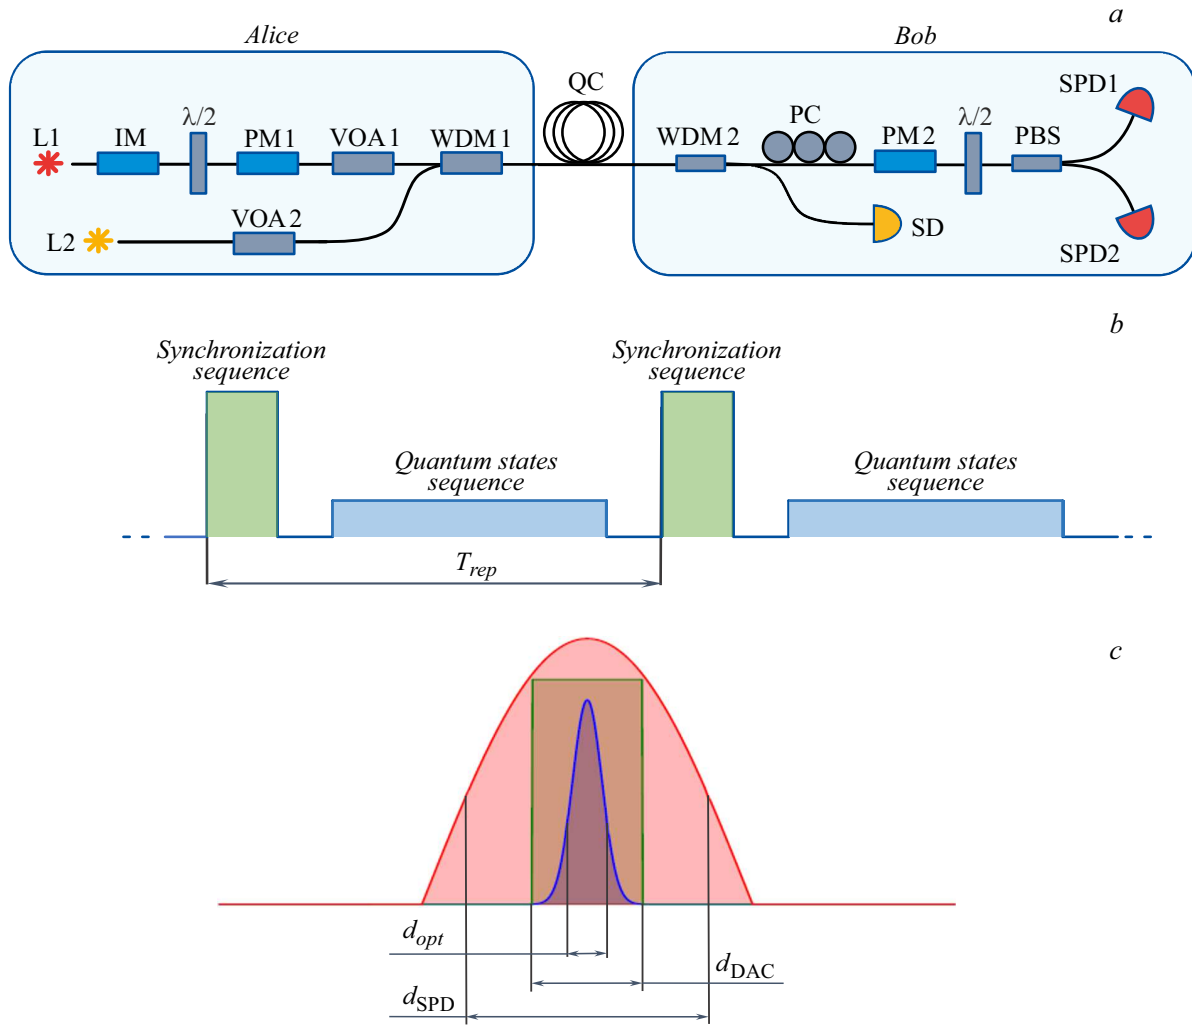 a
Alice
Bob
QC
SPD1
L1
IM
λ/2
PM 1
VOA 1
WDM 1
WDM 2
PC
PM 2
λ/2
PBS
L2
VOA 2
SD
SPD2
b
Synchronization
sequence
Synchronization
sequence
Quantum states
sequence
Quantum states
sequence
T_rep
c
d_opt
d_DAC
d_SPD